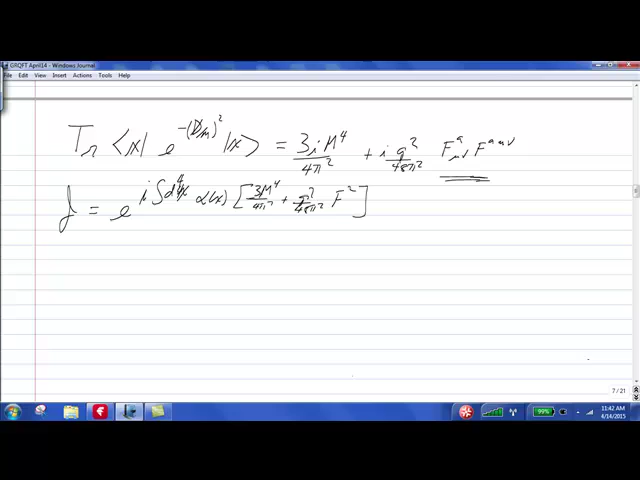 GRQFT April14 - Windows Journal
File Edit View Insert Actions Tools Help
Tr <x| e^{-(D̸/M)^2} |x> = 3iM^4/4π^2 + i g^2/48π^2 F^a_{μν} F^{aμν}
J = e^{i∫d^4x α(x) [3M^4/4π^2 + g^2/48π^2 F^2]}
7 / 21
99%
11:42 AM
4/14/2015